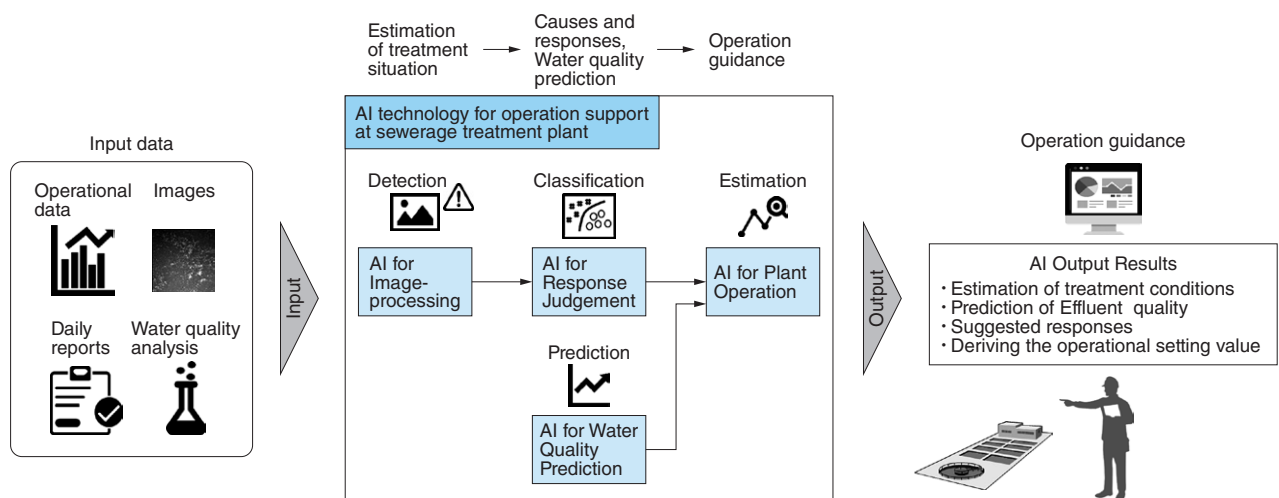 Estimation
of treatment
situation
Causes and
responses,
Water quality
prediction
Operation
guidance
AI technology for operation support
at sewerage treatment plant
Input data
Operational
data
Images
Daily
reports
Water quality
analysis
Input
Detection
AI for
Image-
processing
Classification
AI for
Response
Judgement
Estimation
AI for Plant
Operation
Prediction
AI for Water
Quality
Prediction
Output
Operation guidance
AI Output Results
・Estimation of treatment conditions
・Prediction of Effluent quality
・Suggested responses
・Deriving the operational setting value